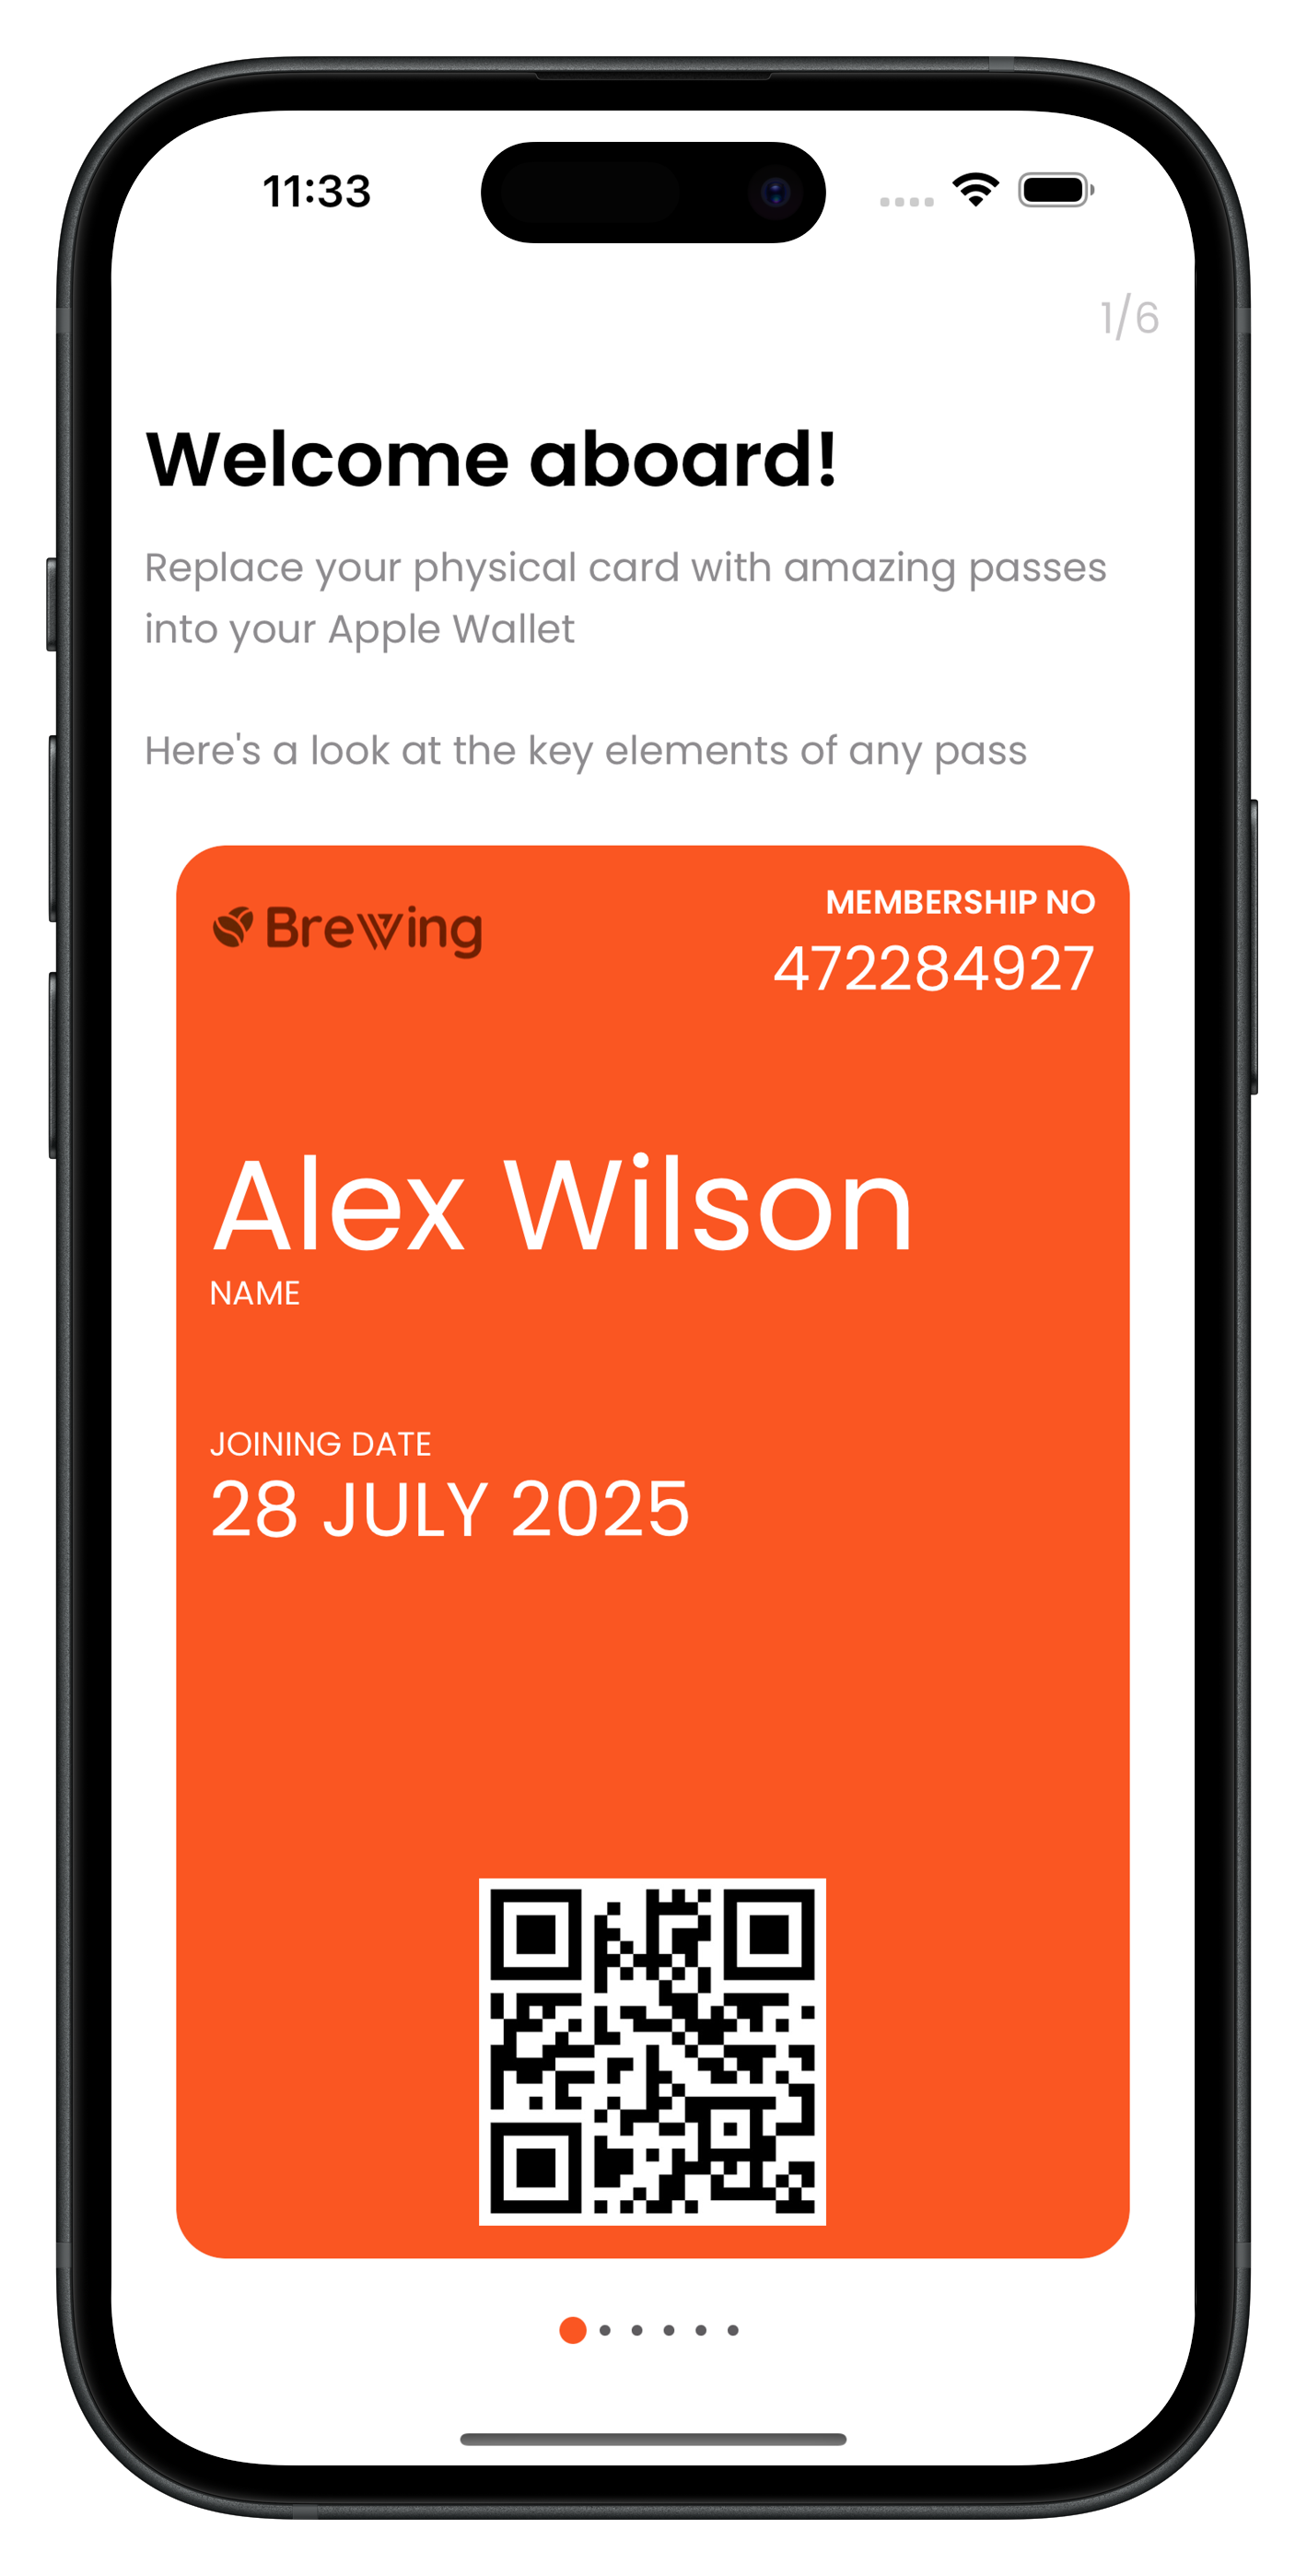 11:33
1/6
Welcome aboard!
Replace your physical card with amazing passes
into your Apple Wallet
Here's a look at the key elements of any pass
Brewing
MEMBERSHIP NO
472284927
Alex Wilson
NAME
JOINING DATE
28 JULY 2025